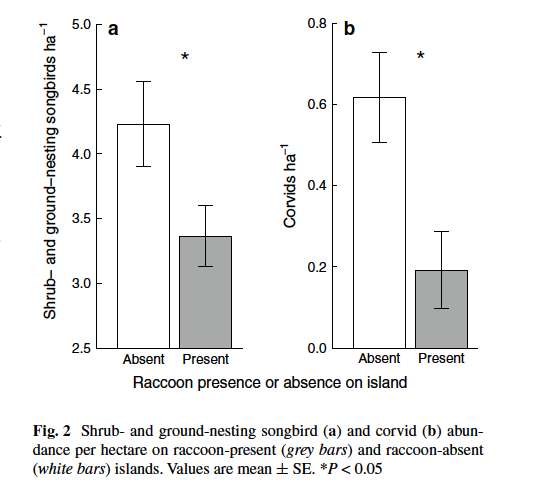 a
*
Shrub– and ground–nesting songbirds ha⁻¹
5.0
4.5
4.0
3.5
3.0
2.5
Absent Present
b
*
Corvids ha⁻¹
0.8
0.6
0.4
0.2
0.0
Absent Present
Raccoon presence or absence on island
Fig. 2 Shrub- and ground-nesting songbird (a) and corvid (b) abun-
dance per hectare on raccoon-present (grey bars) and raccoon-absent
(white bars) islands. Values are mean ± SE. *P < 0.05